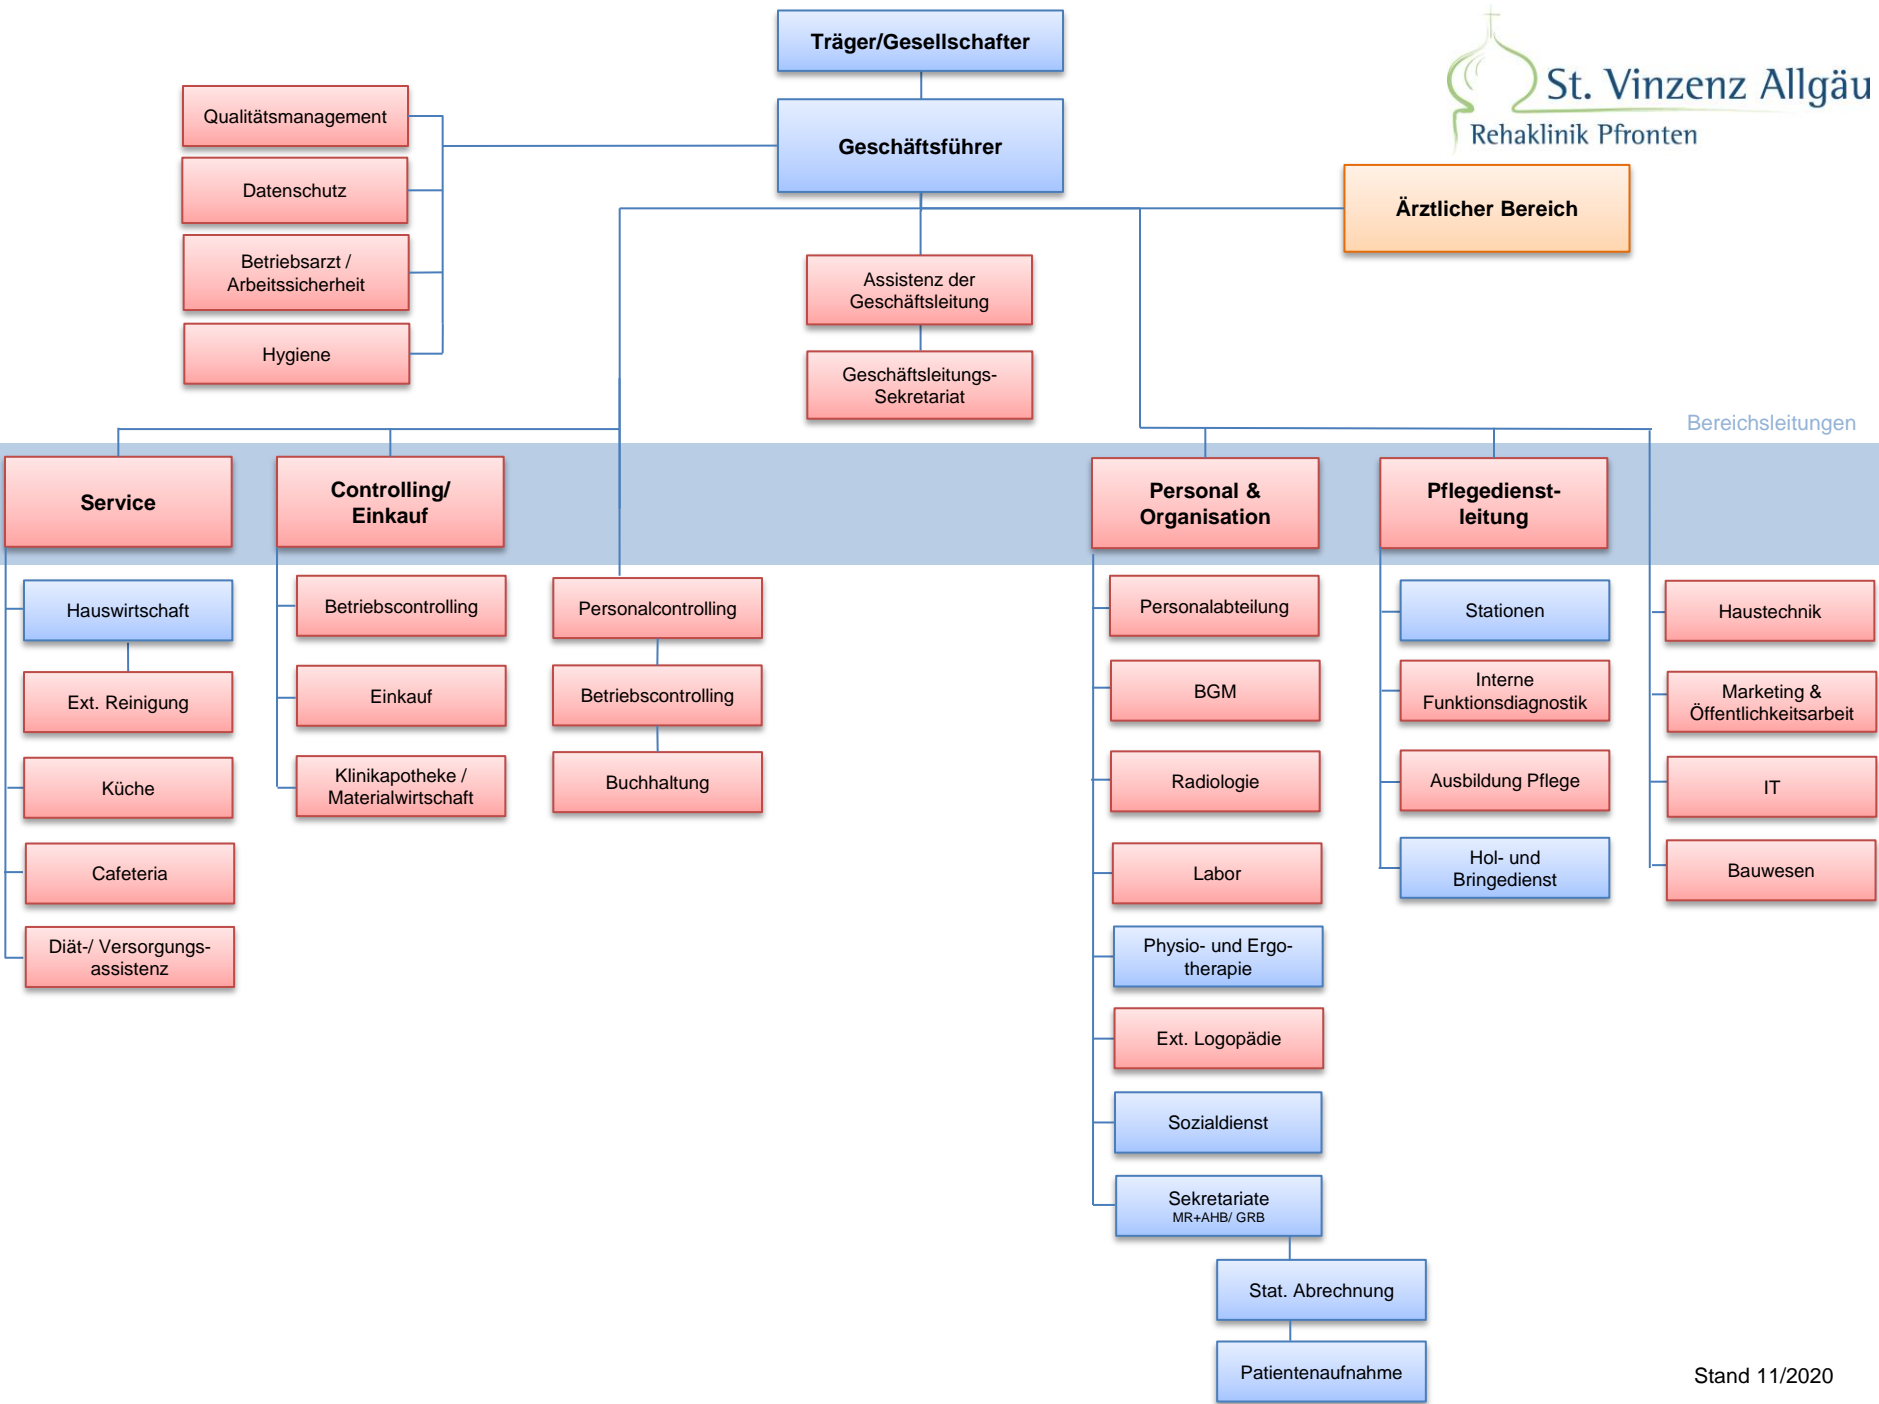 Träger/Gesellschafter
St. Vinzenz Allgäu
Rehaklinik Pfronten
Qualitätsmanagement
Geschäftsführer
Datenschutz
Ärztlicher Bereich
Betriebsarzt /
Arbeitssicherheit
Assistenz der
Geschäftsleitung
Hygiene
Geschäftsleitungs-
Sekretariat
Bereichsleitungen
Service
Controlling/
Einkauf
Personal &
Organisation
Pflegedienst-
leitung
Hauswirtschaft
Ext. Reinigung
Küche
Cafeteria
Diät-/ Versorgungs-
assistenz
Betriebscontrolling
Einkauf
Klinikapotheke /
Materialwirtschaft
Personalcontrolling
Betriebscontrolling
Buchhaltung
Personalabteilung
BGM
Radiologie
Labor
Physio- und Ergo-
therapie
Ext. Logopädie
Sozialdienst
Sekretariate
MR+AHB/ GRB
Stat. Abrechnung
Patientenaufnahme
Stationen
Interne
Funktionsdiagnostik
Ausbildung Pflege
Hol- und
Bringedienst
Haustechnik
Marketing &
Öffentlichkeitsarbeit
IT
Bauwesen
Stand 11/2020